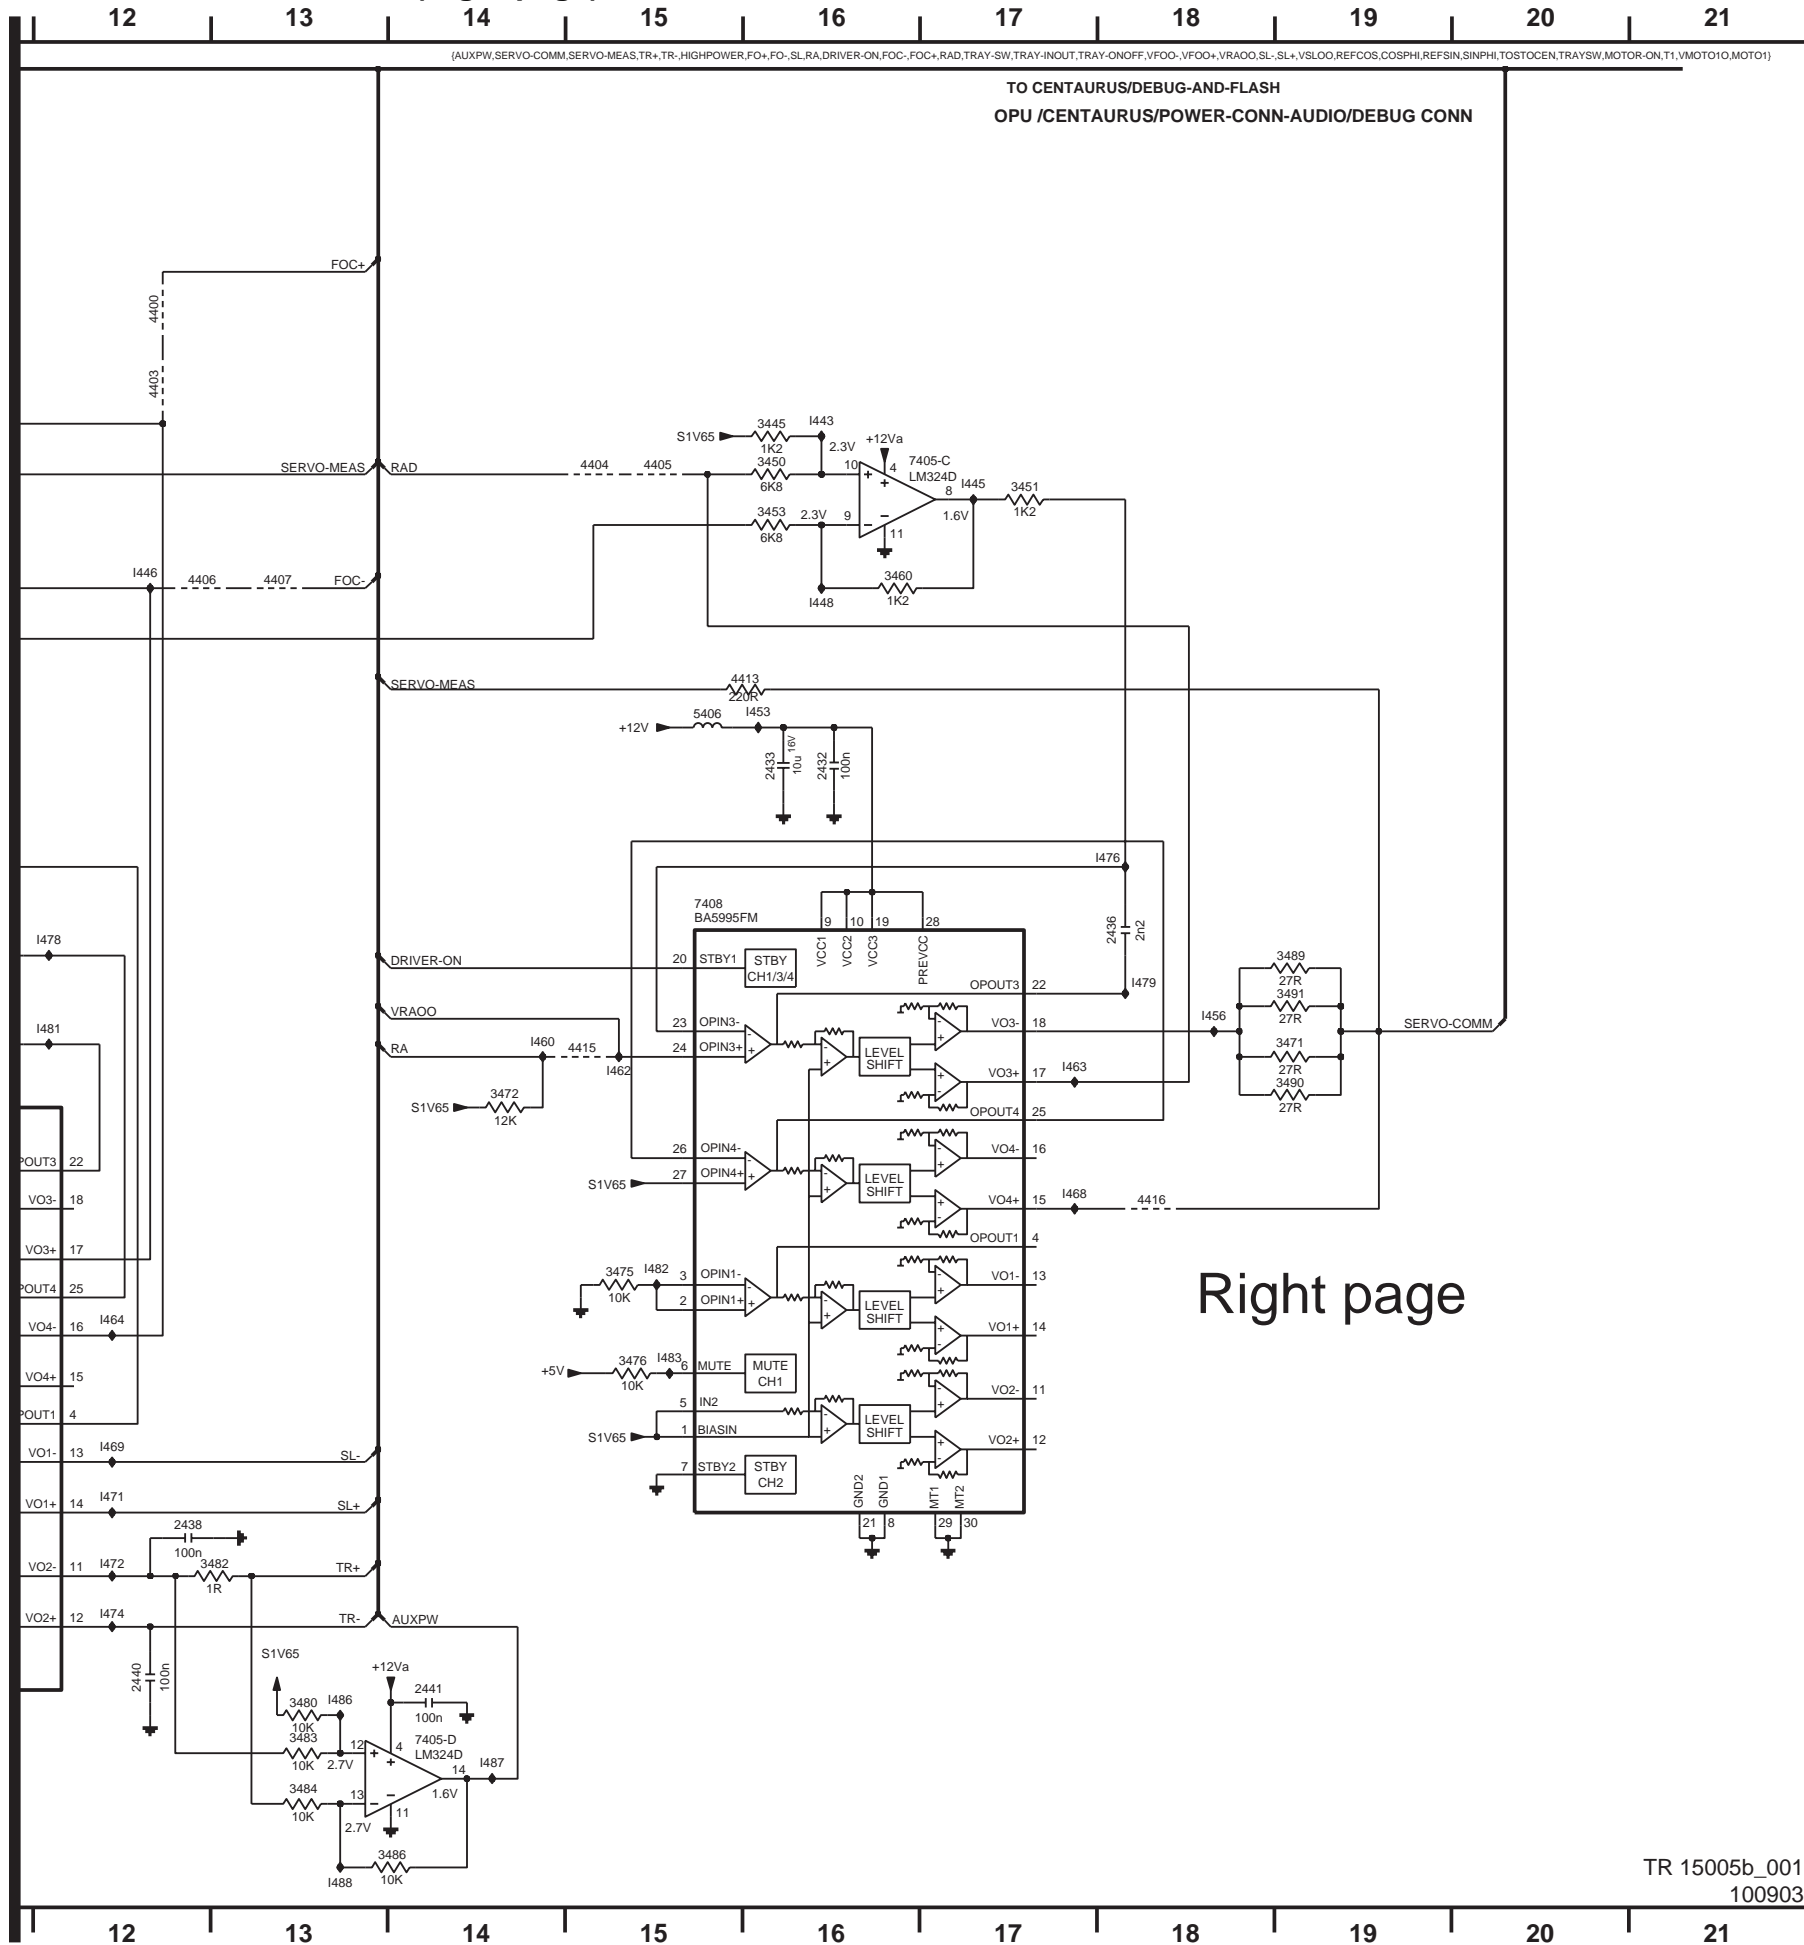 12 13 14 15 16 17 18 19 20 21
{AUXPW,SERVO-COMM,SERVO-MEAS,TR+,TR-,HIGHPOWER,FO+,FO-,SL,RA,DRIVER-ON,FOC-,FOC+,RAD,TRAY-SW,TRAY-INOUT,TRAY-ONOFF,VFOO-,VFOO+,VRAOO,SL-,SL+,VSLOO,REFCOS,COSPHI,REFSIN,SINPHI,TOSTOCEN,TRAYSW,MOTOR-ON,T1,VMOTO1O,MOTO1}
TO CENTAURUS/DEBUG-AND-FLASH
OPU /CENTAURUS/POWER-CONN-AUDIO/DEBUG CONN
FOC+
4400
4403
S1V65
3445
1K2
I443
2.3V
+12Va
SERVO-MEAS
RAD
4404
4405
3450
6K8
10
4
7405-C
LM324D
8
I445
1.6V
3451
1K2
3453
6K8
2.3V
9
11
I446
4406
4407
FOC-
I448
3460
1K2
SERVO-MEAS
4413
220R
+12V
5406
I453
2433
10u
16V
2432
100n
I476
7408
BA5995FM
9
10
19
28
VCC1
VCC2
VCC3
PREVCC
2436
2n2
I478
DRIVER-ON
20
STBY1
STBY
CH1/3/4
OPOUT3
22
I479
3489
27R
VRAOO
3491
27R
I481
23
OPIN3-
VO3-
18
I456
SERVO-COMM
RA
I460
4415
I462
24
OPIN3+
LEVEL
SHIFT
3471
27R
VO3+
17
I463
3490
27R
S1V65
3472
12K
OPOUT4
25
26
OPIN4-
VO4-
16
POUT3
22
S1V65
27
OPIN4+
LEVEL
SHIFT
VO3-
18
VO4+
15
I468
4416
VO3+
17
OPOUT1
4
3475
10K
I482
3
OPIN1-
VO1-
13
POUT4
25
2
OPIN1+
LEVEL
SHIFT
Right page
VO4-
16
I464
VO1+
14
+5V
3476
10K
I483
6
MUTE
MUTE
CH1
VO4+
15
5
IN2
VO2-
11
POUT1
4
S1V65
1
BIASIN
LEVEL
SHIFT
VO2+
12
VO1-
13
I469
SL-
7
STBY2
STBY
CH2
GND2
GND1
MT1
MT2
VO1+
14
I471
SL+
21
8
29
30
2438
100n
VO2-
11
I472
3482
1R
TR+
VO2+
12
I474
TR-
AUXPW
2440
100n
S1V65
+12Va
2441
100n
3480
10K
I486
3483
10K
12
2.7V
4
7405-D
LM324D
14
I487
1.6V
3484
10K
13
2.7V
11
I488
3486
10K
TR 15005b_001
100903
12 13 14 15 16 17 18 19 20 21